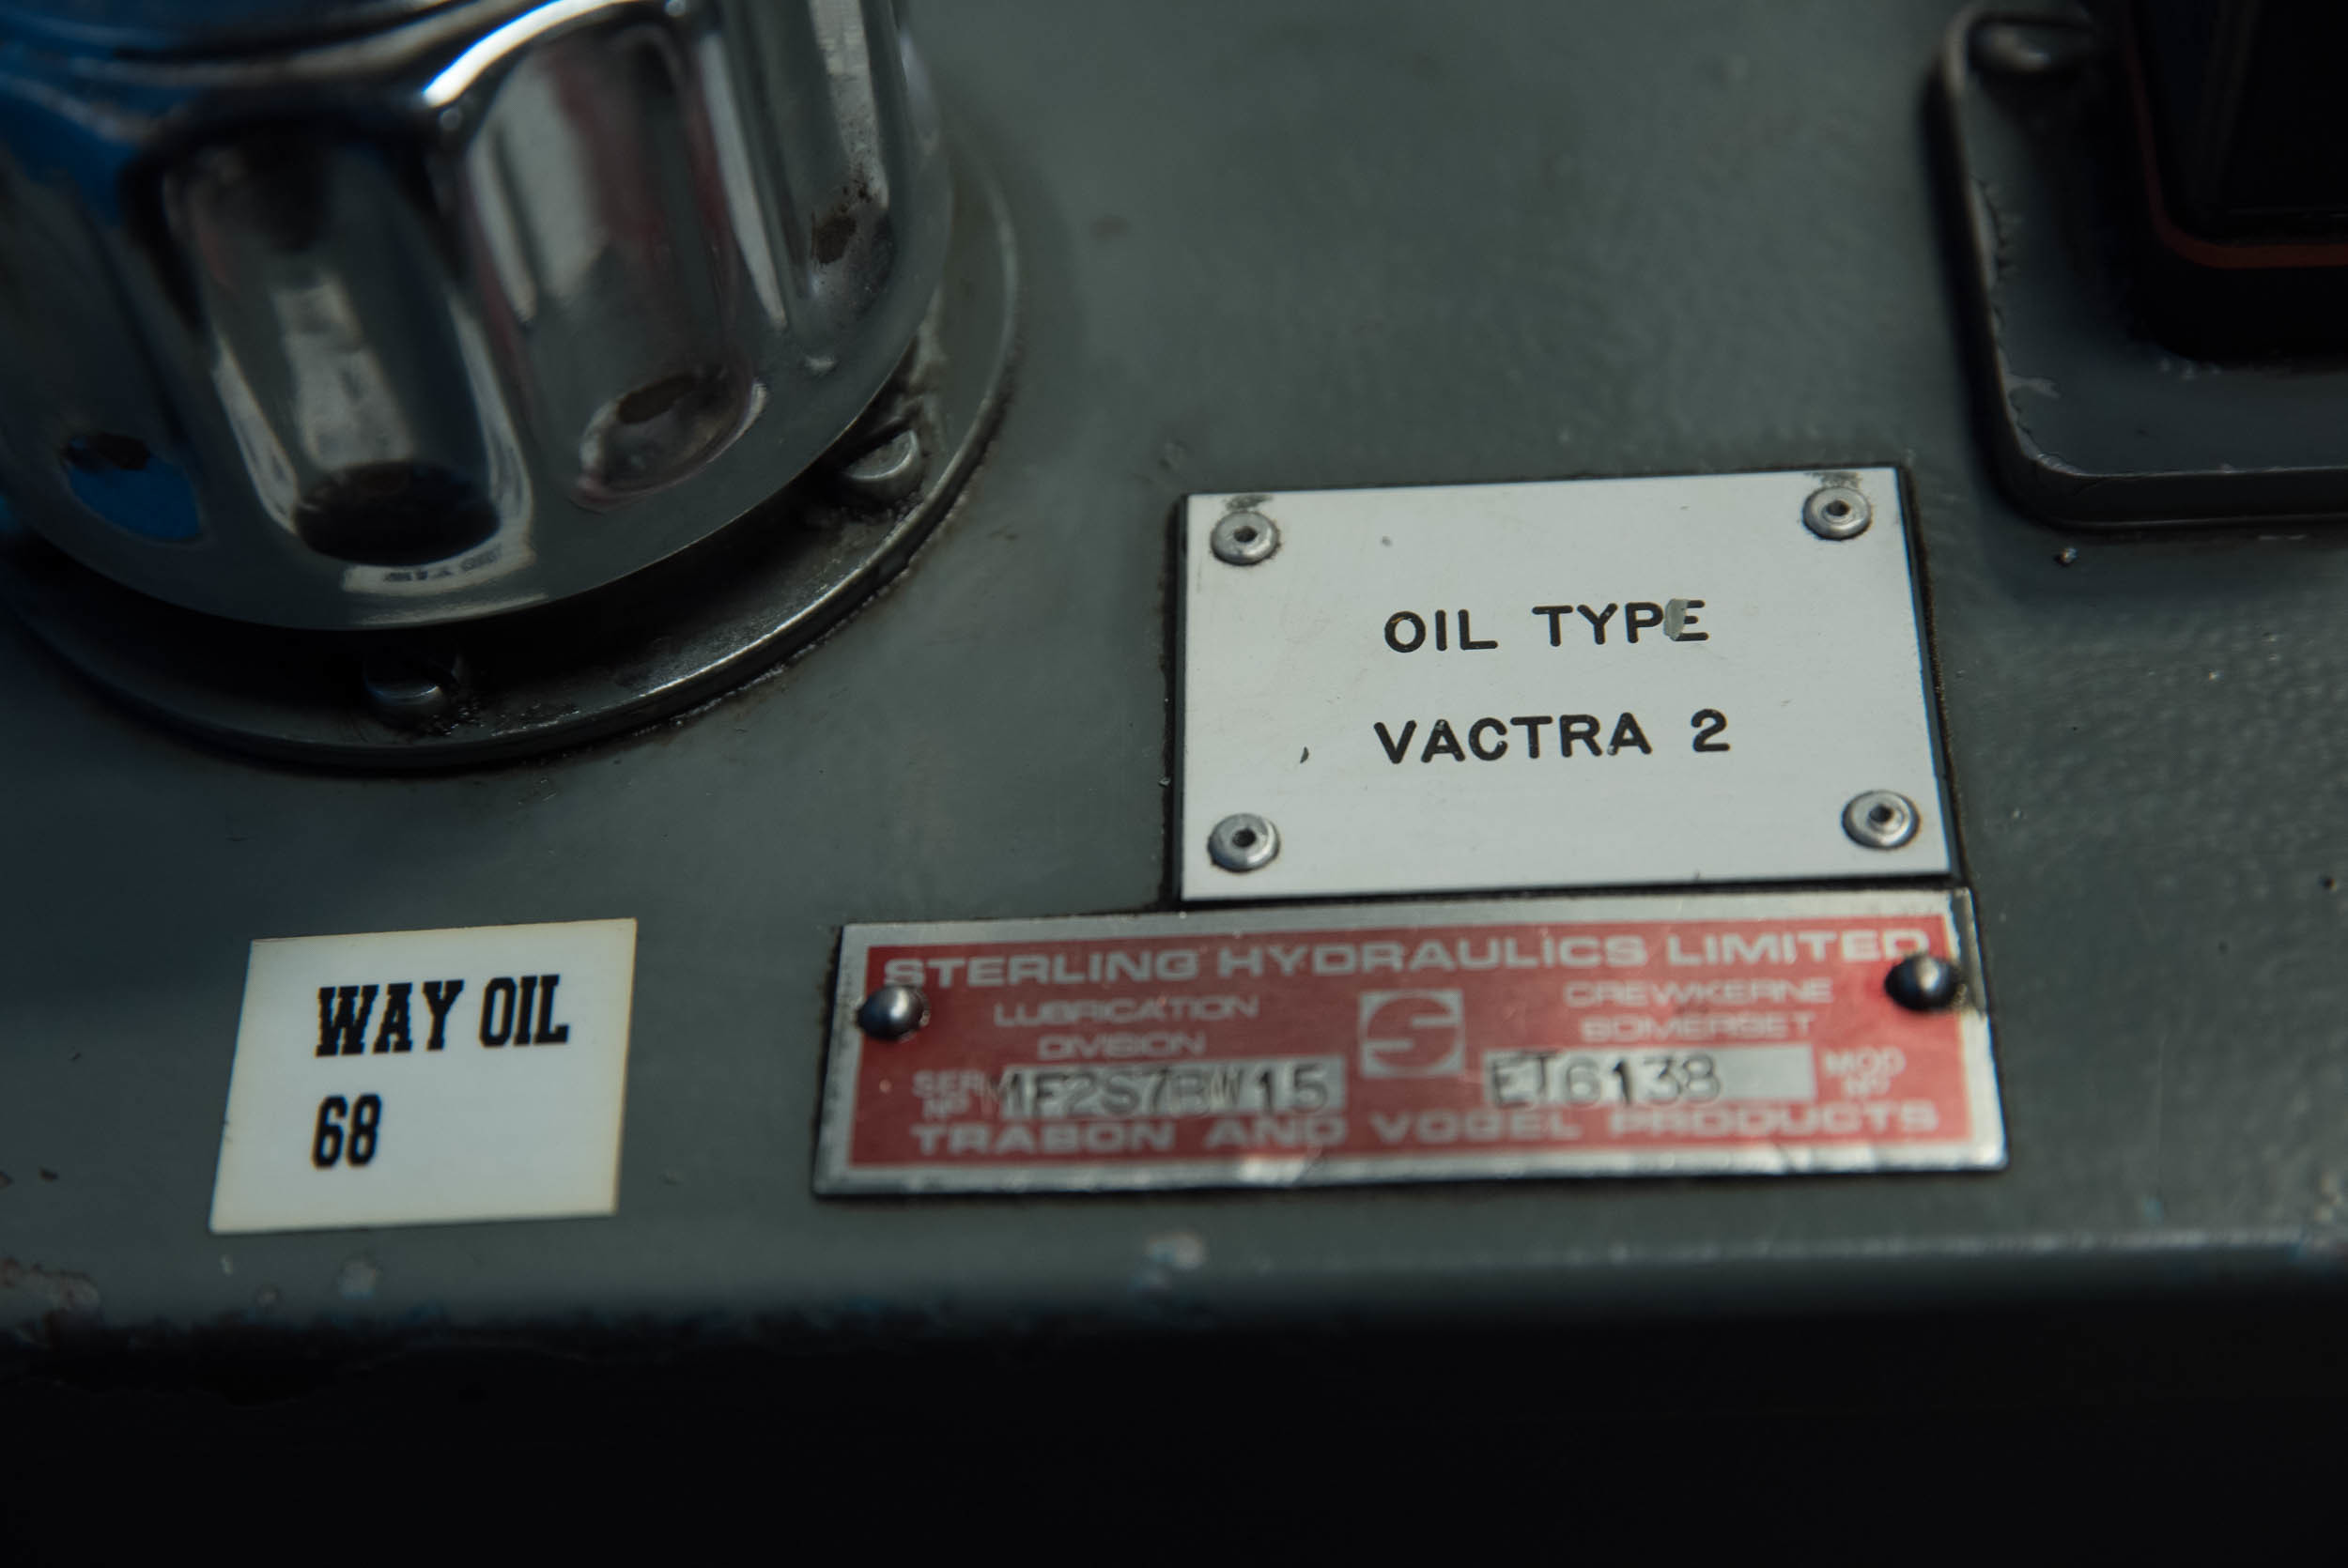 OIL TYPE
VACTRA 2
WAY OIL
68
STERLING HYDRAULICS LIMITED
LUBRICATION
DIVISION
CREWKERNE
SOMERSET
SER
Nº MF2S7BW15
ET6138 MOD
Nº
TRABON AND VOGEL PRODUCTS